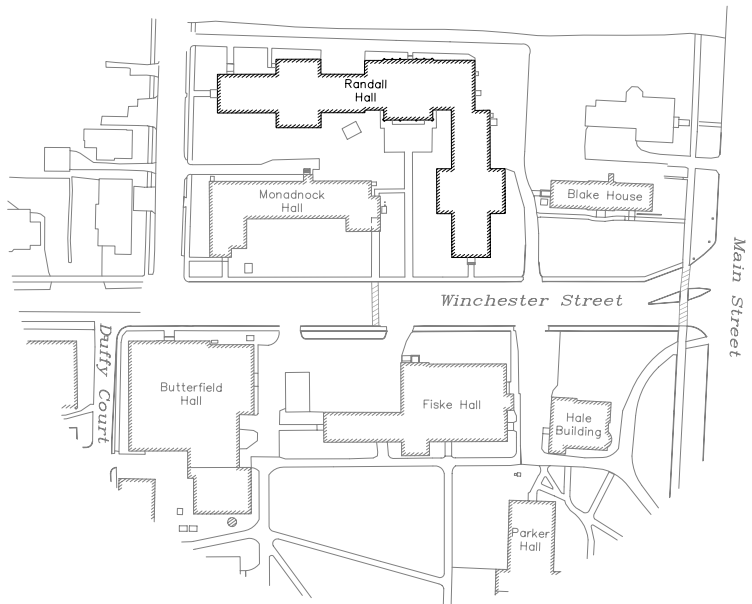 Randall
Hall
Monadnock
Hall
Blake House
Winchester Street
Main Street
Duffy Court
Butterfield
Hall
Fiske Hall
Hale
Building
Parker
Hall